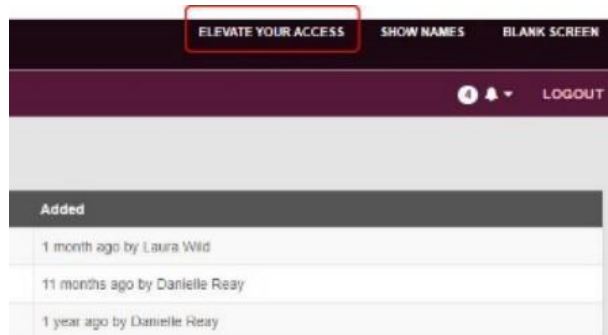 ELEVATE YOUR ACCESS SHOW NAMES BLANK SCREEN
4 LOGOUT
Added
1 month ago by Laura Wild
11 months ago by Danielle Reay
1 year ago by Danielle Reay